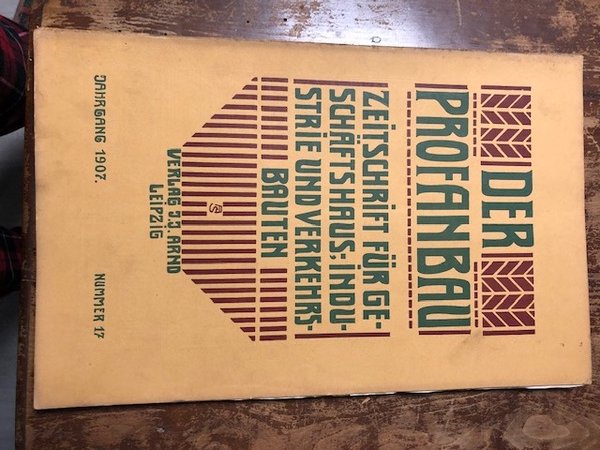 DER
PROFANBAU
ZEITSCHRIFT FÜR GE-
SCHÄFTSHAUS-, INDU-
STRIE UND VERKEHRS-
BAUTEN
VERLAG J.J. ARND
LEIPZIG
JAHRGANG 1907.
NUMMER 17